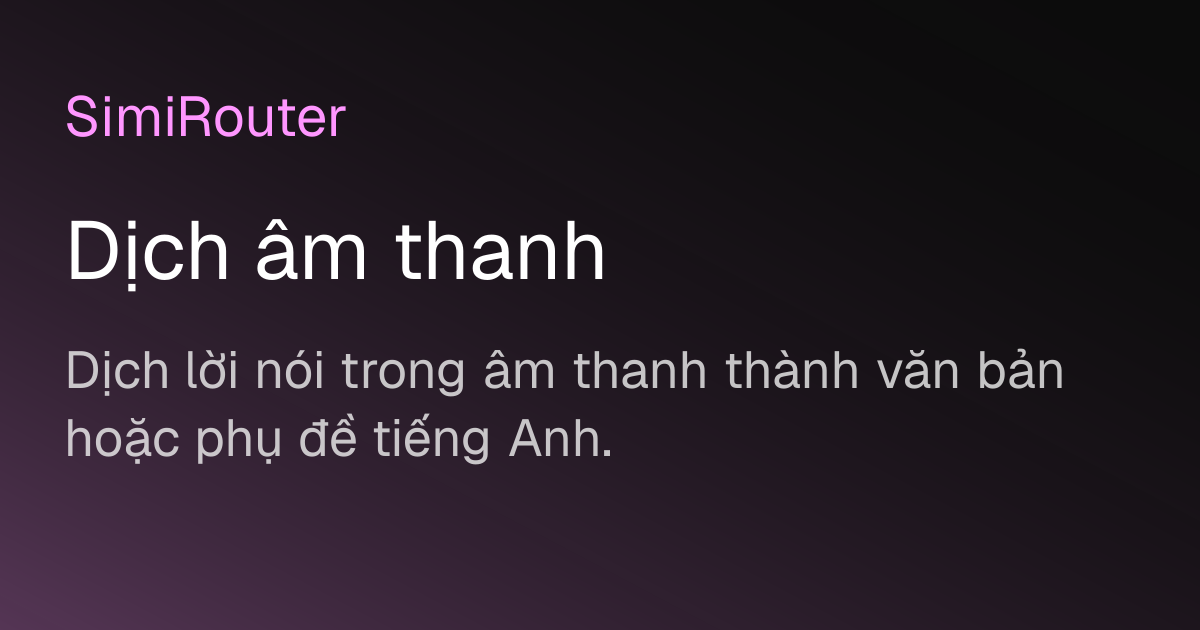 SimiRouter
Dịch âm thanh
Dịch lời nói trong âm thanh thành văn bản
hoặc phụ đề tiếng Anh.